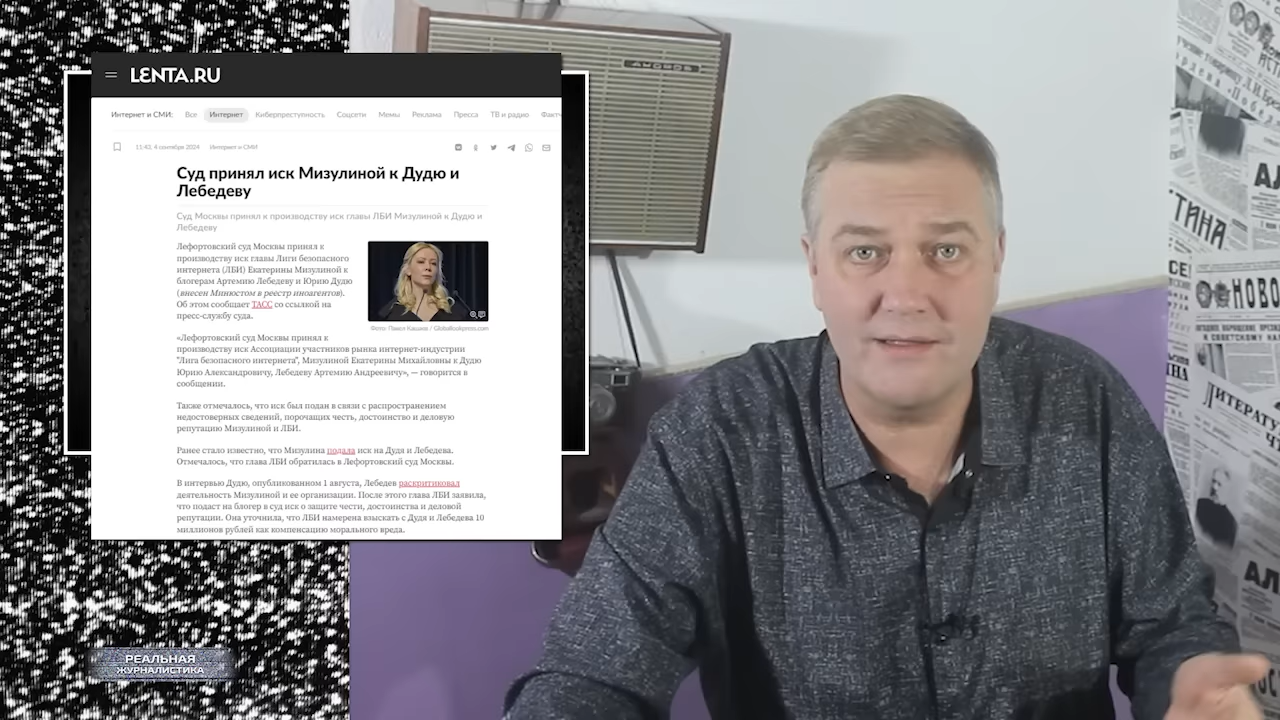 LENTA.RU
Интернет и СМИ: Все Интернет Киберпреступность Соцсети Мемы Реклама Пресса ТВ и радио
11:43, 4 сентября 2024 Интернет и СМИ
Суд принял иск Мизулиной к Дудю и
Лебедеву
Суд Москвы принял к производству иск главы ЛБИ Мизулиной к Дудю и
Лебедеву
Лефортовский суд Москвы принял к
производству иск главы Лиги безопасного
интернета (ЛБИ) Екатерины Мизулиной к
блогерам Артемию Лебедеву и Юрию Дудю
(внесен Минюстом в реестр иноагентов).
Об этом сообщает ТАСС со ссылкой на
пресс-службу суда.
Фото: Павел Кашаев / Globallookpress.com
«Лефортовский суд Москвы принял к
производству иск Ассоциации участников рынка интернет-индустрии
"Лига безопасного интернета", Мизулиной Екатерины Михайловны к Дудю
Юрию Александровичу, Лебедеву Артемию Андреевичу», — говорится в
сообщении.
Также отмечалось, что иск был подан в связи с распространением
недостоверных сведений, порочащих честь, достоинство и деловую
репутацию Мизулиной и ЛБИ.
Ранее стало известно, что Мизулина подала иск на Дудя и Лебедева.
Отмечалось, что глава ЛБИ обратилась в Лефортовский суд Москвы.
В интервью Дудю, опубликованном 1 августа, Лебедев раскритиковал
деятельность Мизулиной и ее организации. После этого глава ЛБИ заявила,
что подаст на блогер в суд иск о защите чести, достоинства и деловой
репутации. Она уточнила, что ЛБИ намерена взыскать с Дудя и Лебедева 10
миллионов рублей как компенсацию морального вреда.
РЕАЛЬНАЯ
ЖУРНАЛИСТИКА